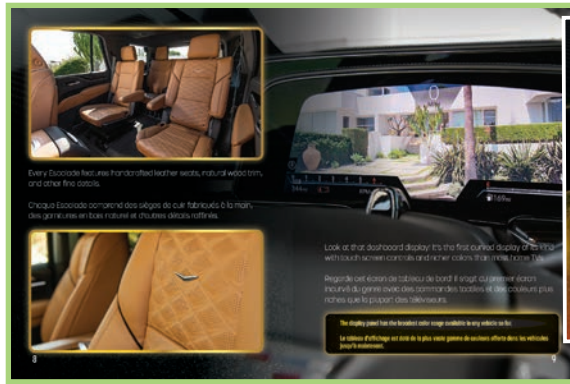 Every Escalade features handcrafted leather seats, natural wood trim,
and other fine details.
Chaque Escalade comprend des sièges de cuir fabriqués à la main,
des garnitures en bois naturel et d'autres détails raffinés.
8
Look at that dashboard display! It's the first curved display of its kind
with touch screen controls and richer colors than most home TVs.
Regarde cet écran de tableau de bord! Il s'agit du premier écran
incurvé du genre avec des commandes tactiles et des couleurs plus
riches que la plupart des téléviseurs.
The display panel has the broadest color range available in any vehicle so far.
Le tableau d'affichage est doté de la plus vaste gamme de couleurs offerte dans les véhicules
jusqu'à maintenant.
9